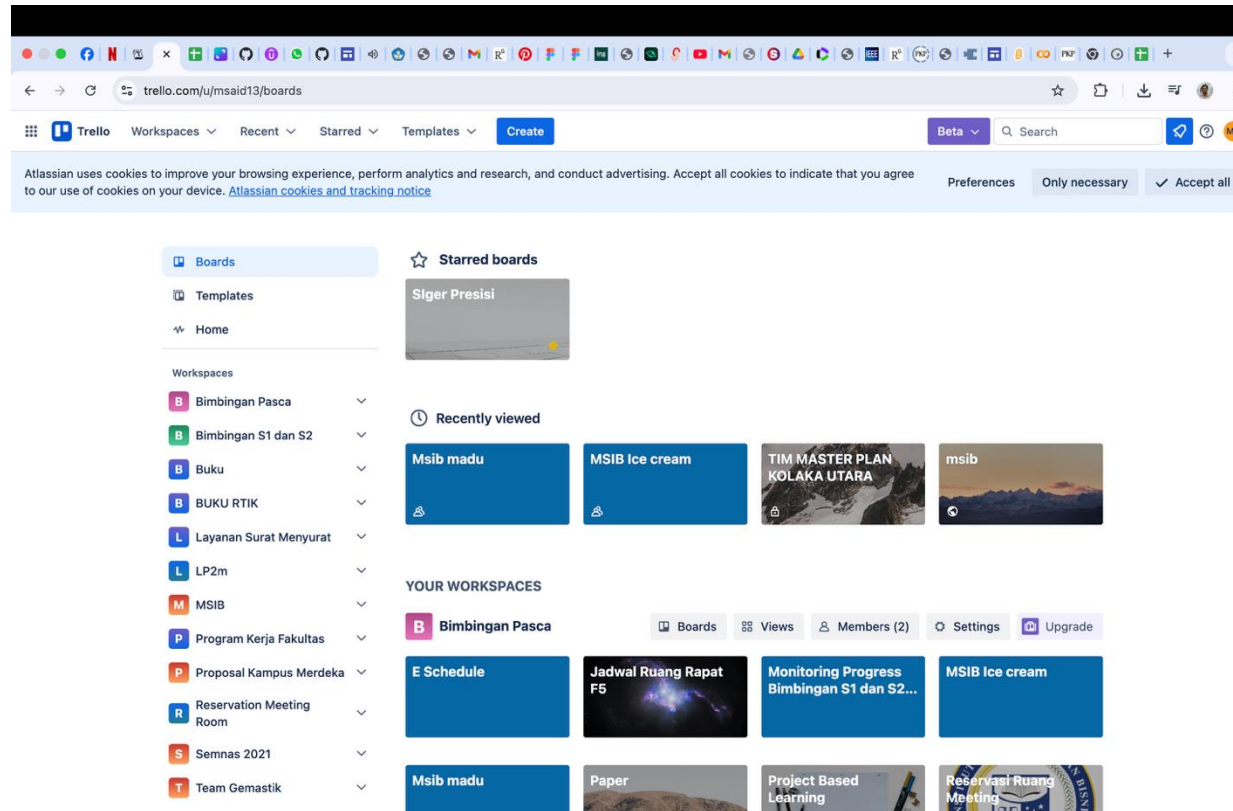 trello.com/u/msaid13/boards
Trello Workspaces Recent Starred Templates Create Beta Search
Atlassian uses cookies to improve your browsing experience, perform analytics and research, and conduct advertising. Accept all cookies to indicate that you agree
to our use of cookies on your device. Atlassian cookies and tracking notice
Preferences Only necessary Accept all
Boards
Templates
Home
Workspaces
B Bimbingan Pasca
B Bimbingan S1 dan S2
B Buku
B BUKU RTIK
L Layanan Surat Menyurat
L LP2m
M MSIB
P Program Kerja Fakultas
P Proposal Kampus Merdeka
R Reservation Meeting
Room
S Semnas 2021
T Team Gemastik
Starred boards
SIger Presisi
Recently viewed
Msib madu
MSIB Ice cream
TIM MASTER PLAN
KOLAKA UTARA
msib
YOUR WORKSPACES
B Bimbingan Pasca Boards Views Members (2) Settings Upgrade
E Schedule
Jadwal Ruang Rapat
F5
Monitoring Progress
Bimbingan S1 dan S2...
MSIB Ice cream
Msib madu
Paper
Project Based
Learning
Reservasi Ruang
Meeting